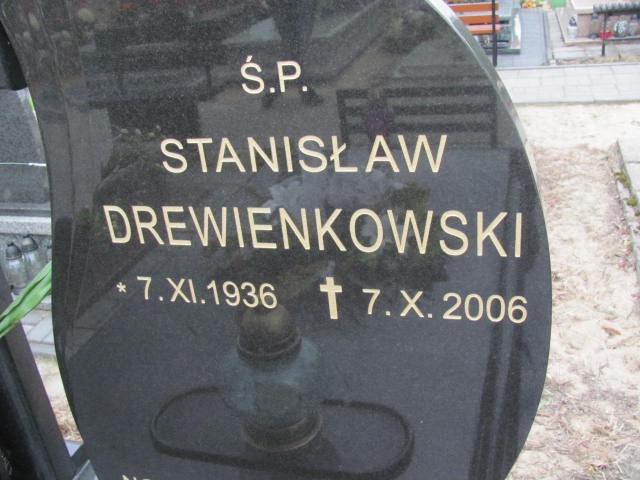 Ś.P.
STANISŁAW
DREWIENKOWSKI
* 7.XI.1936 ✝ 7.X.2006